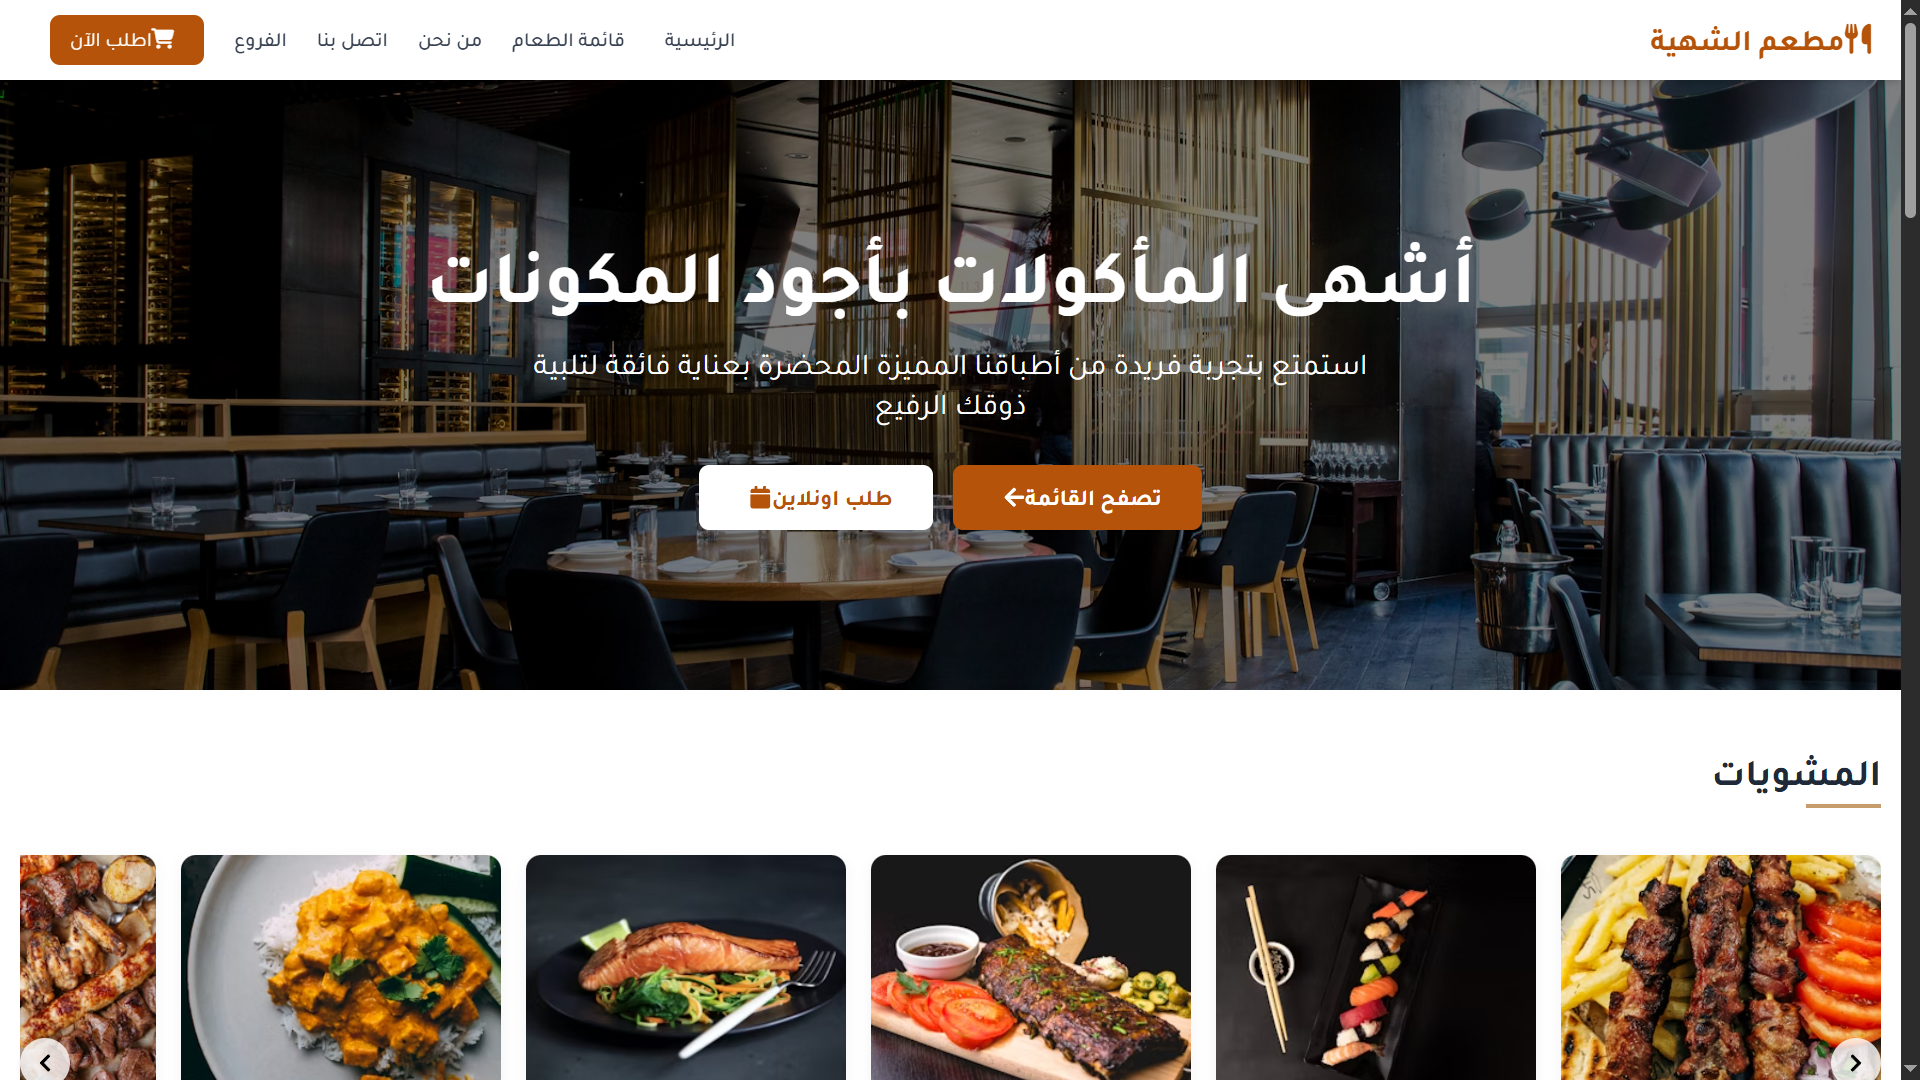 مطعم الشهية
الرئيسية
قائمة الطعام
من نحن
اتصل بنا
الفروع
اطلب الآن
أشهى المأكولات بأجود المكونات
استمتع بتجربة فريدة من أطباقنا المميزة المحضرة بعناية فائقة لتلبية
ذوقك الرفيع
تصفح القائمة
طلب اونلاين
المشويات